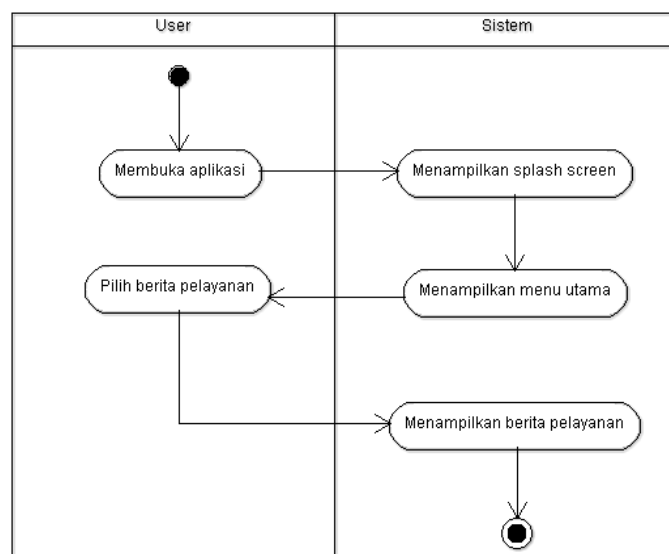 User
Sistem
Membuka aplikasi
Menampilkan splash screen
Pilih berita pelayanan
Menampilkan menu utama
Menampilkan berita pelayanan